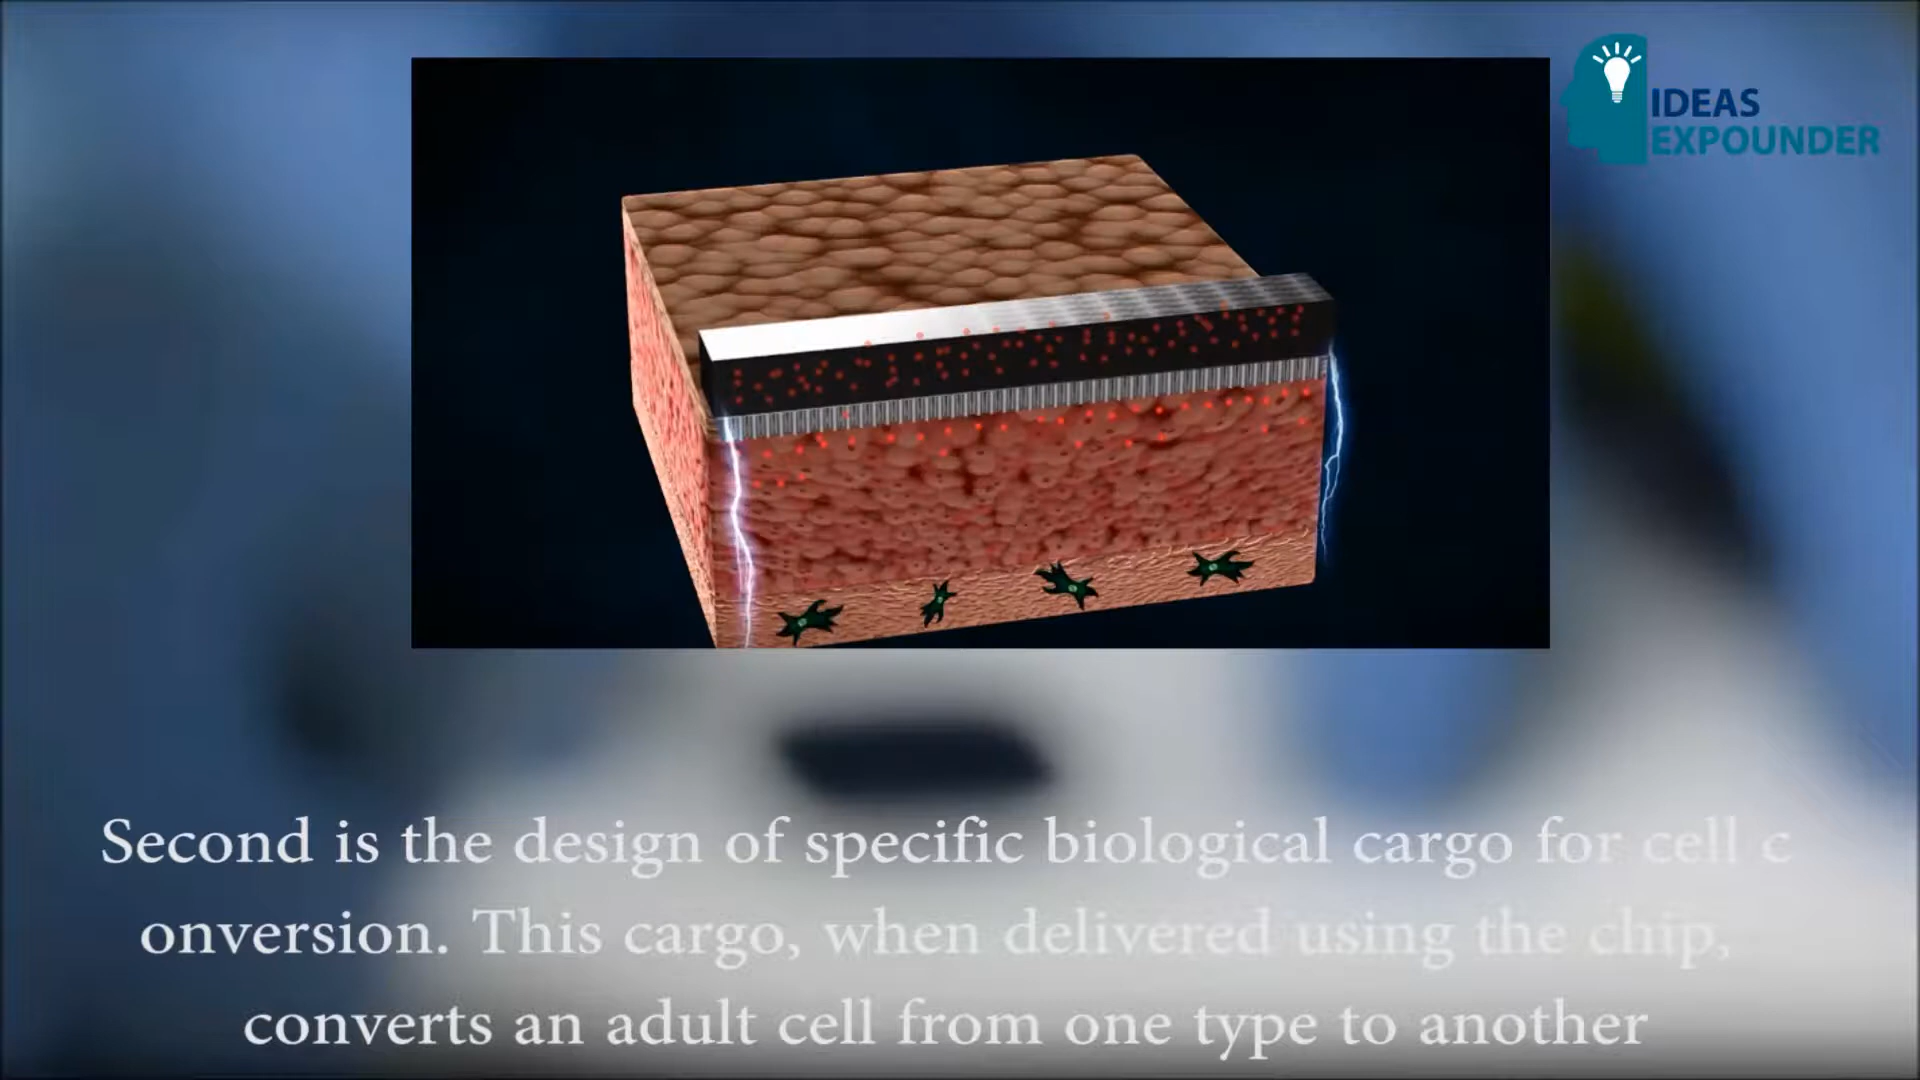 IDEAS
EXPOUNDER
Second is the design of specific biological cargo for cell c
onversion. This cargo, when delivered using the chip,
converts an adult cell from one type to another